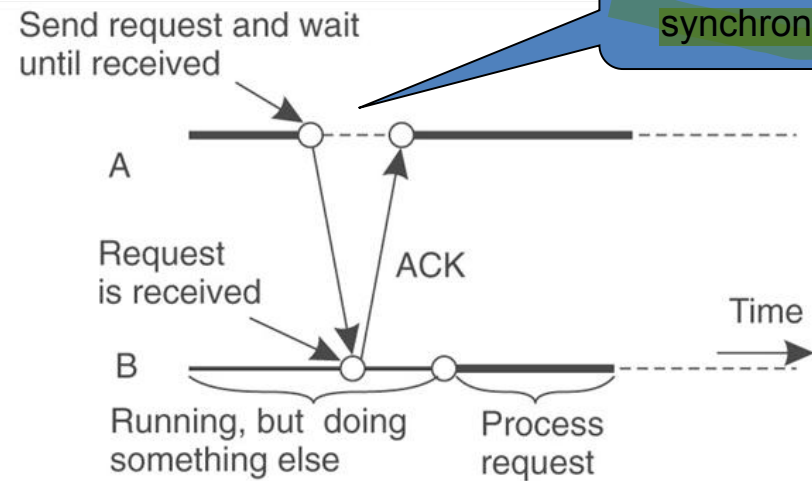 Send request and wait
until received
synchron
A
Request
is received
ACK
Time
B
Running, but doing
something else
Process
request